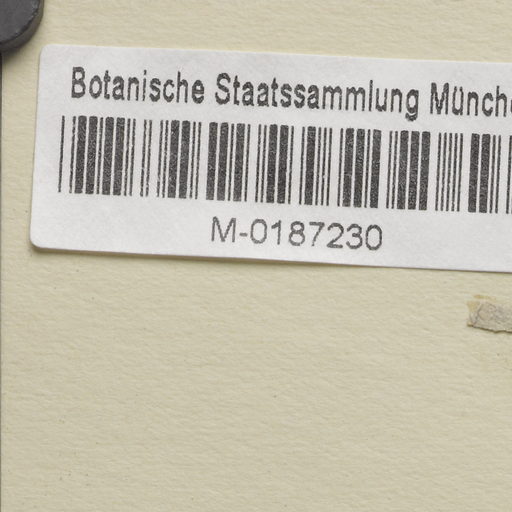 Botanische Staatssammlung Münch
M-0187230